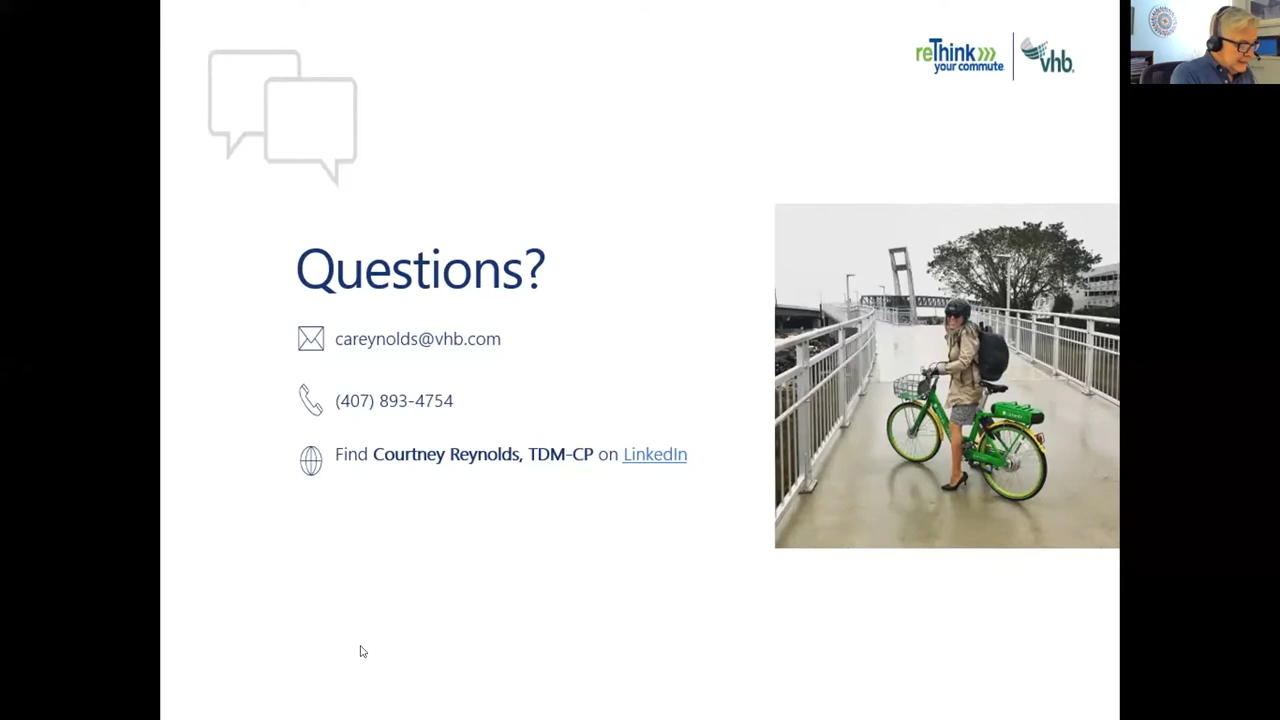 reThink
your commute
vhb
Questions?
careynolds@vhb.com
(407) 893-4754
Find Courtney Reynolds, TDM-CP on LinkedIn